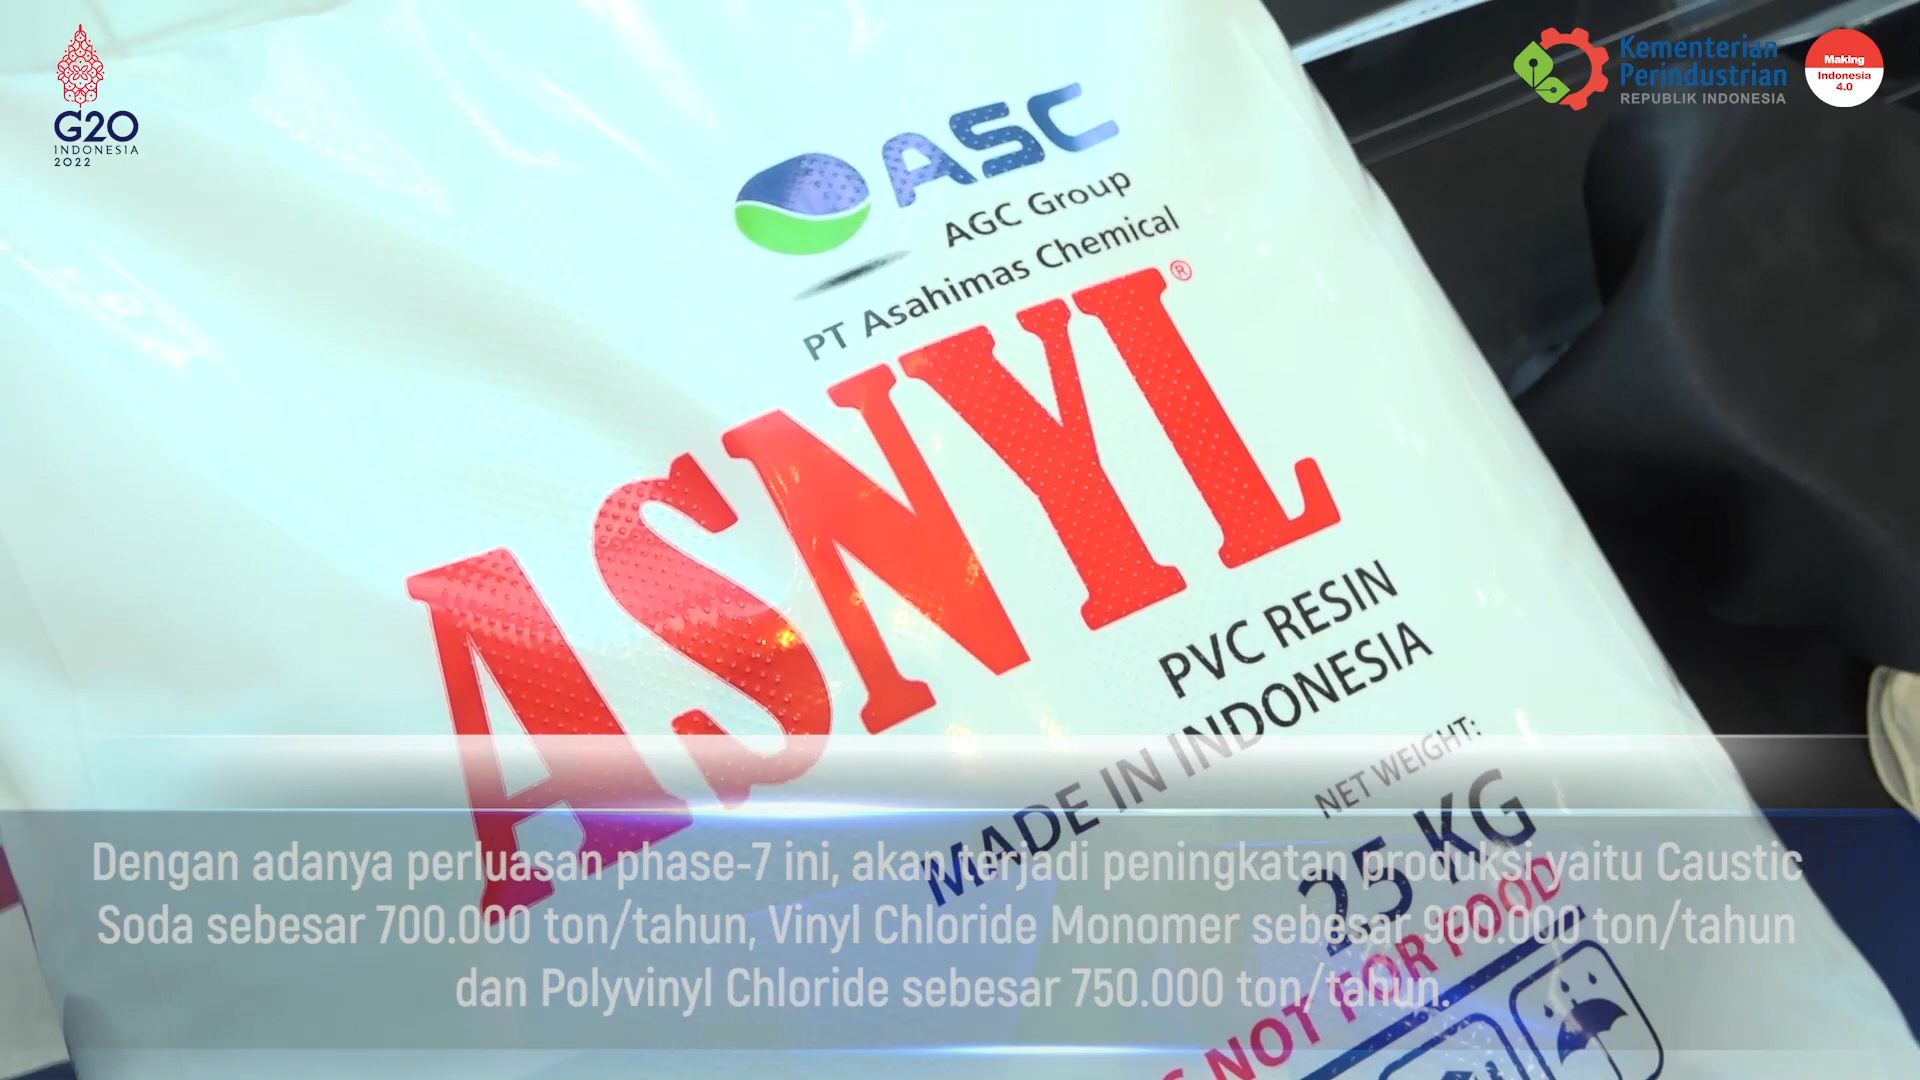 G20
INDONESIA
2022
Kementerian
Perindustrian
REPUBLIK INDONESIA
Making
Indonesia
4.0
ASC
AGC Group
PT Asahimas Chemical
ASNYL®
PVC RESIN
MADE IN INDONESIA
NET WEIGHT:
25 KG
NOT FOR FOOD
Dengan adanya perluasan phase-7 ini, akan terjadi peningkatan produksi yaitu Caustic
Soda sebesar 700.000 ton/tahun, Vinyl Chloride Monomer sebesar 900.000 ton/tahun
dan Polyvinyl Chloride sebesar 750.000 ton/tahun.